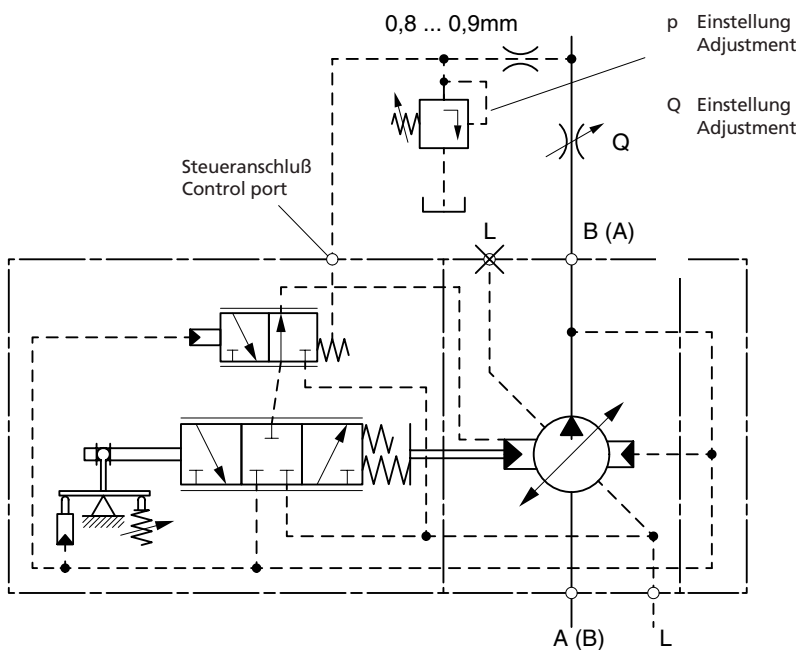 0,8 ... 0,9mm
p Einstellung
Adjustment
Q Einstellung
Adjustment
Q
Steueranschluß
Control port
L
B (A)
A (B)
L